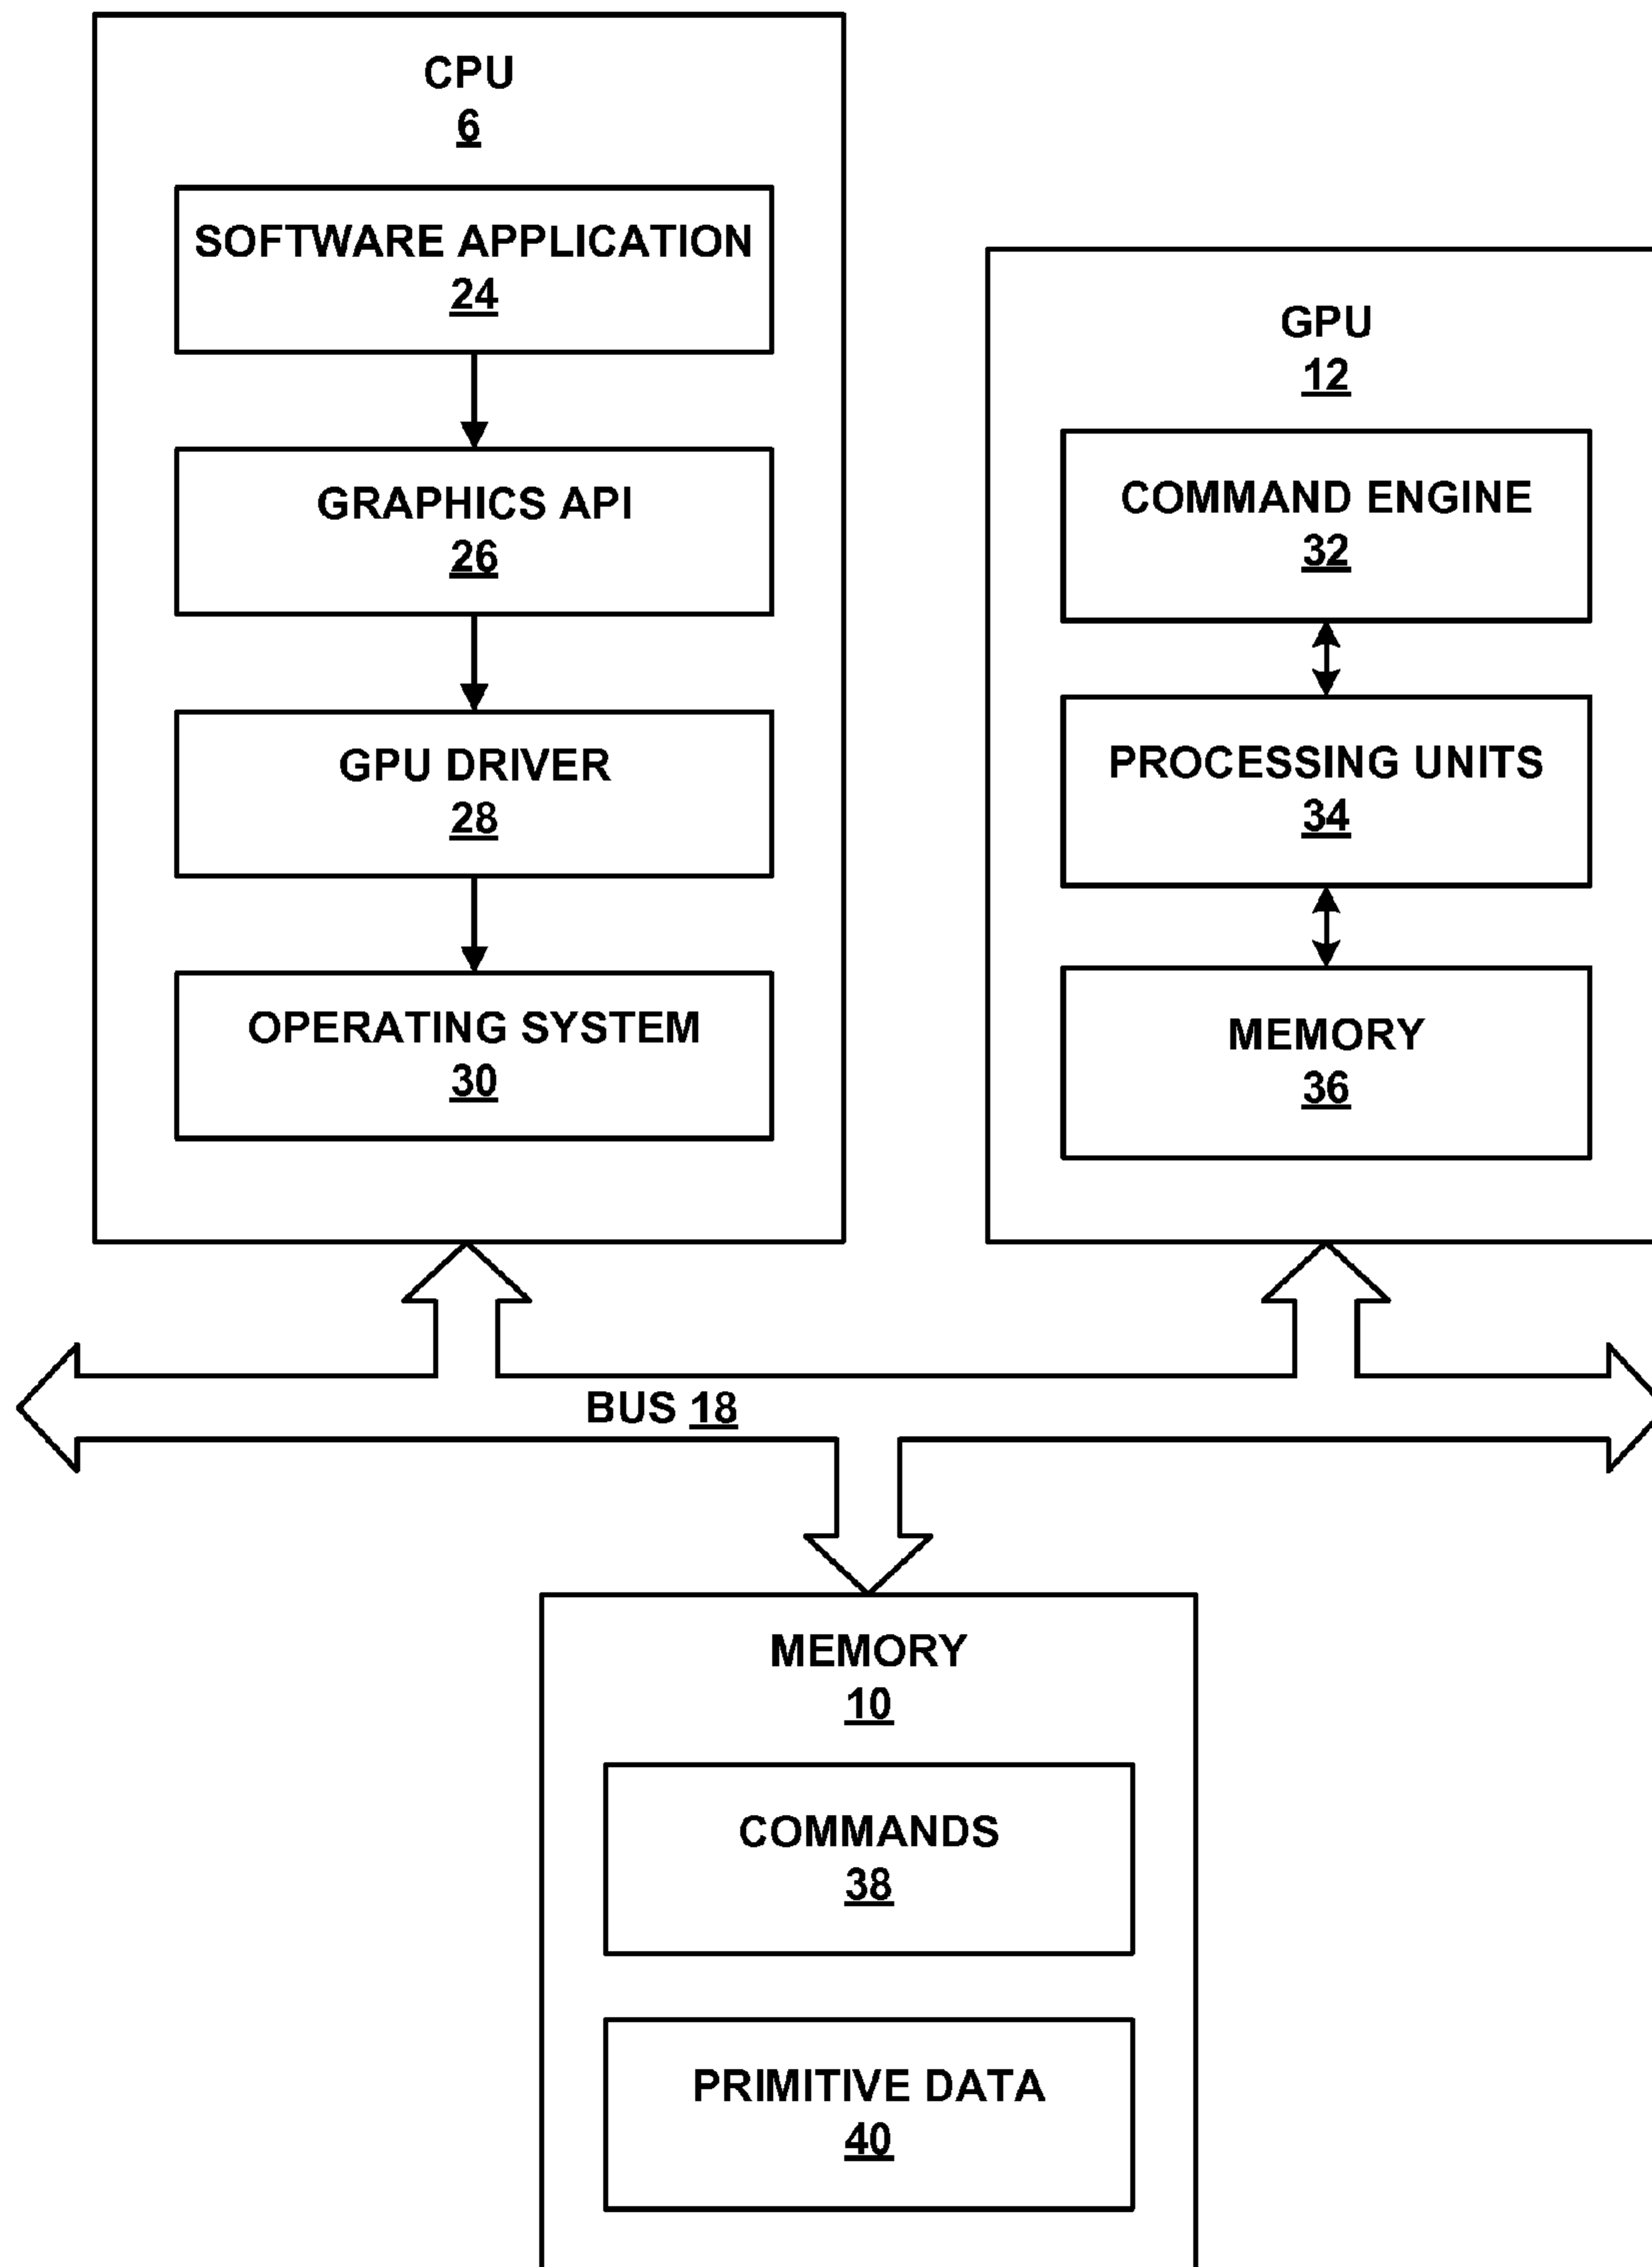 CPU
6
SOFTWARE APPLICATION
24
GRAPHICS API
26
GPU DRIVER
28
OPERATING SYSTEM
30
GPU
12
COMMAND ENGINE
32
PROCESSING UNITS
34
MEMORY
36
BUS 18
MEMORY
10
COMMANDS
38
PRIMITIVE DATA
40